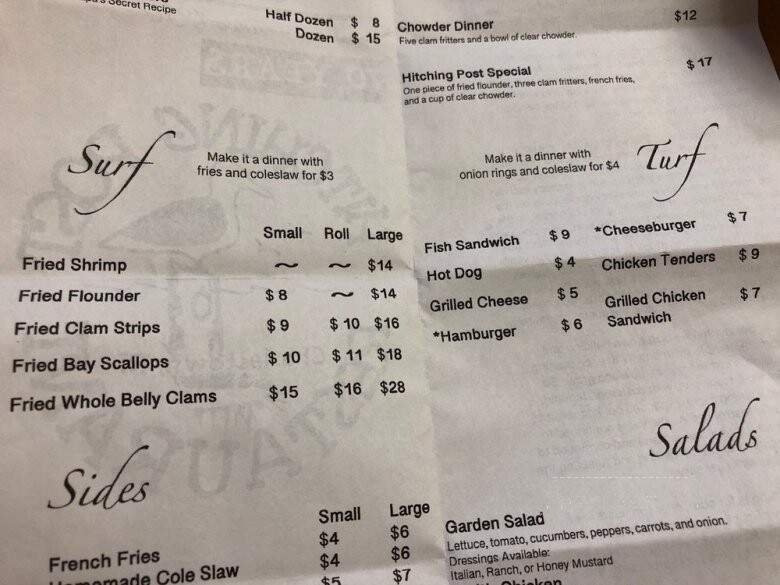 Secret Recipe
Half Dozen $ 8
Dozen $ 15
Chowder Dinner $12
Five clam fritters and a bowl of clear chowder.
Hitching Post Special $ 17
One piece of fried flounder, three clam fritters, french fries,
and a cup of clear chowder.
Surf
Make it a dinner with
fries and coleslaw for $3
Small Roll Large
Fried Shrimp ~ ~ $14
Fried Flounder $ 8 ~ $14
Fried Clam Strips $ 9 $ 10 $16
Fried Bay Scallops $ 10 $ 11 $18
Fried Whole Belly Clams $15 $16 $28
Make it a dinner with
onion rings and coleslaw for $4
Turf
Fish Sandwich $ 9 *Cheeseburger $ 7
Hot Dog $ 4 Chicken Tenders $ 9
Grilled Cheese $ 5 Grilled Chicken $ 7
*Hamburger $ 6 Sandwich
Sides
Small Large
French Fries $4 $6
Homemade Cole Slaw $4 $6
$5 $7
Salads
Garden Salad
Lettuce, tomato, cucumbers, peppers, carrots, and onion.
Dressings Available:
Italian, Ranch, or Honey Mustard
Chicken